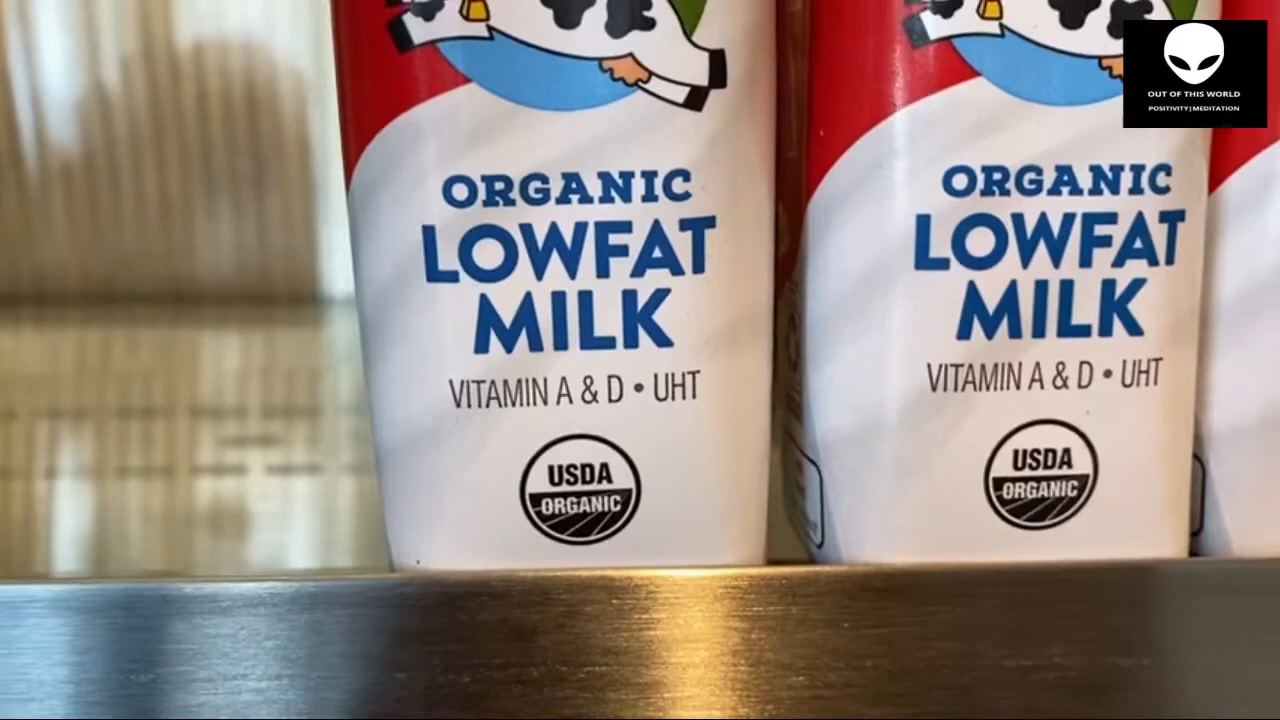 OUT OF THIS WORLD
POSITIVITY|MEDITATION
ORGANIC
LOWFAT
MILK
VITAMIN A & D • UHT
USDA
ORGANIC
ORGANIC
LOWFAT
MILK
VITAMIN A & D • UHT
USDA
ORGANIC